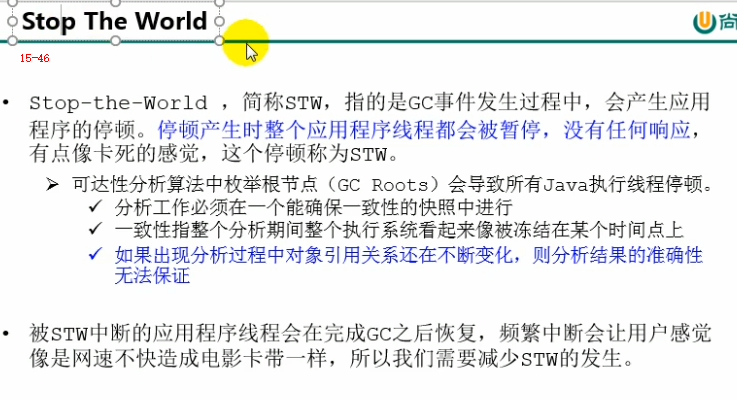 Stop The World
尚
15-46
• Stop-the-World ，简称STW，指的是GC事件发生过程中，会产生应用
程序的停顿。停顿产生时整个应用程序线程都会被暂停，没有任何响应，
有点像卡死的感觉，这个停顿称为STW。
➢ 可达性分析算法中枚举根节点（GC Roots）会导致所有Java执行线程停顿。
✓ 分析工作必须在一个能确保一致性的快照中进行
✓ 一致性指整个分析期间整个执行系统看起来像被冻结在某个时间点上
✓ 如果出现分析过程中对象引用关系还在不断变化，则分析结果的准确性
无法保证
• 被STW中断的应用程序线程会在完成GC之后恢复，频繁中断会让用户感觉
像是网速不快造成电影卡带一样，所以我们需要减少STW的发生。